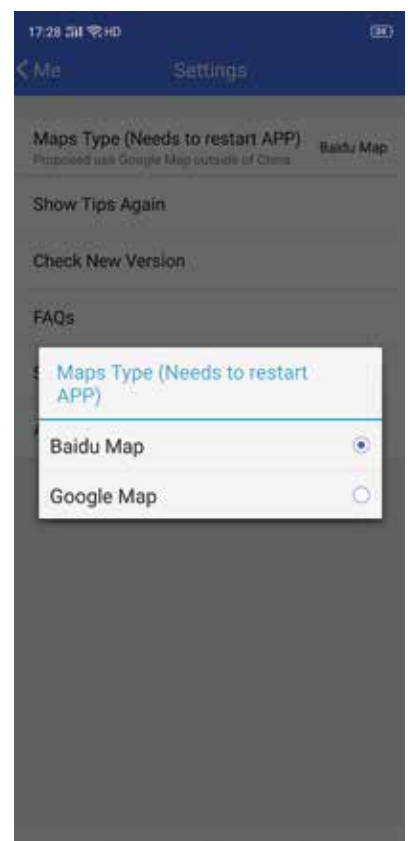 17:28 HD
Me
Settings
Maps Type (Needs to restart APP)
Baidu Map
Proposed use Google Map outside of China
Show Tips Again
Check New Version
FAQs
Maps Type (Needs to restart
APP)
Baidu Map
Google Map